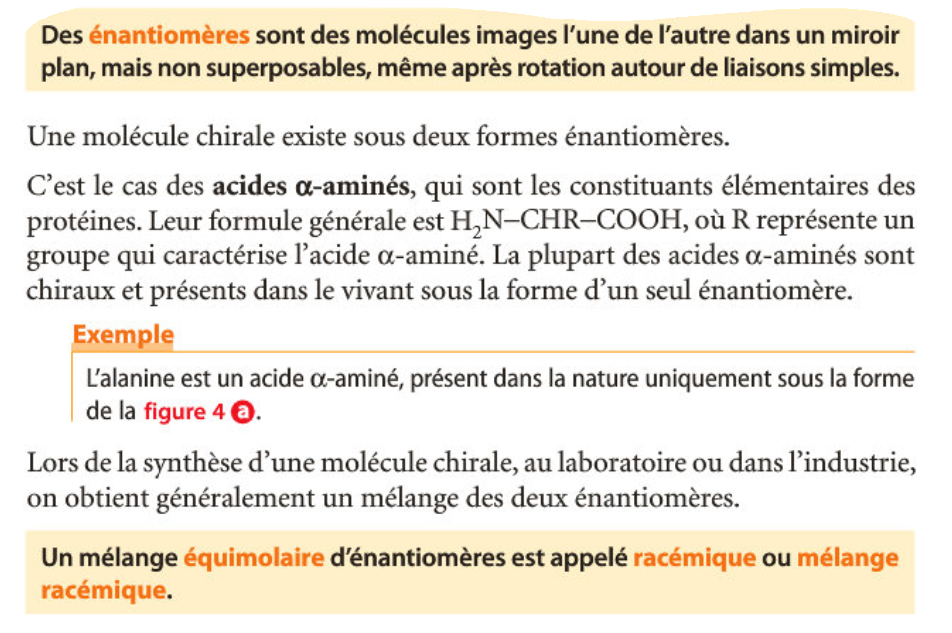 Des énantiomères sont des molécules images l’une de l’autre dans un miroir
plan, mais non superposables, même après rotation autour de liaisons simples.
Une molécule chirale existe sous deux formes énantiomères.
C’est le cas des acides α-aminés, qui sont les constituants élémentaires des
protéines. Leur formule générale est H₂N–CHR–COOH, où R représente un
groupe qui caractérise l’acide α-aminé. La plupart des acides α-aminés sont
chiraux et présents dans le vivant sous la forme d’un seul énantiomère.
Exemple
L’alanine est un acide α-aminé, présent dans la nature uniquement sous la forme
de la figure 4 a.
Lors de la synthèse d’une molécule chirale, au laboratoire ou dans l’industrie,
on obtient généralement un mélange des deux énantiomères.
Un mélange équimolaire d’énantiomères est appelé racémique ou mélange
racémique.